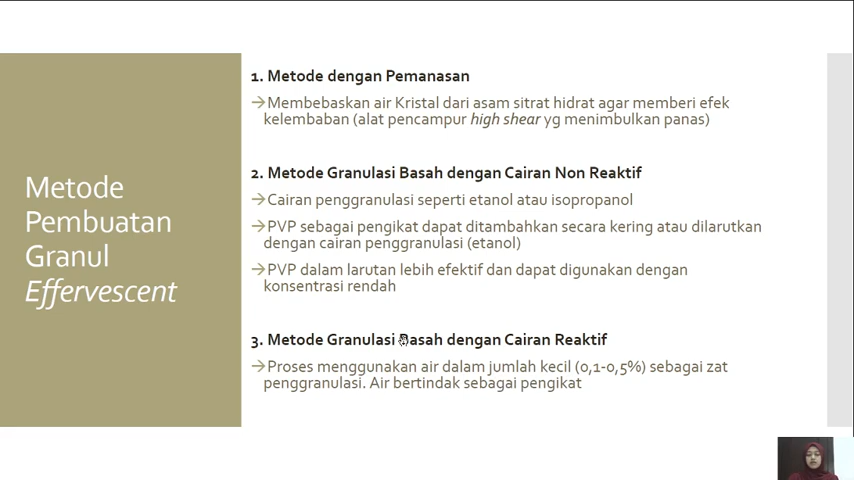 Metode
Pembuatan
Granul
Effervescent
1. Metode dengan Pemanasan
→Membebaskan air Kristal dari asam sitrat hidrat agar memberi efek
kelembaban (alat pencampur high shear yg menimbulkan panas)
2. Metode Granulasi Basah dengan Cairan Non Reaktif
→Cairan penggranulasi seperti etanol atau isopropanol
→PVP sebagai pengikat dapat ditambahkan secara kering atau dilarutkan
dengan cairan penggranulasi (etanol)
→PVP dalam larutan lebih efektif dan dapat digunakan dengan
konsentrasi rendah
3. Metode Granulasi Basah dengan Cairan Reaktif
→Proses menggunakan air dalam jumlah kecil (0,1-0,5%) sebagai zat
penggranulasi. Air bertindak sebagai pengikat